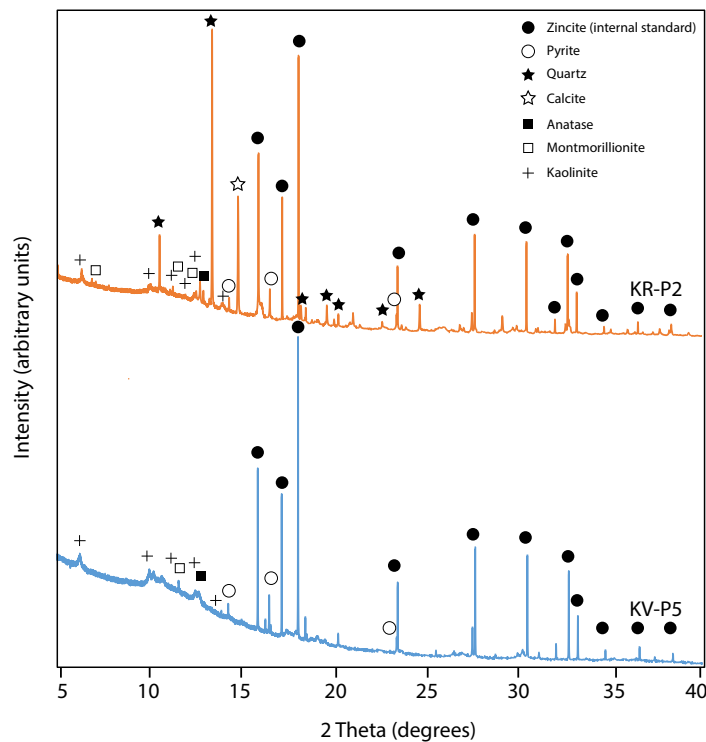 Zincite (internal standard)
Pyrite
Quartz
Calcite
Anatase
Montmorillionite
Kaolinite
KR-P2
KV-P5
Intensity (arbitrary units)
5 10 15 20 25 30 35 40
2 Theta (degrees)